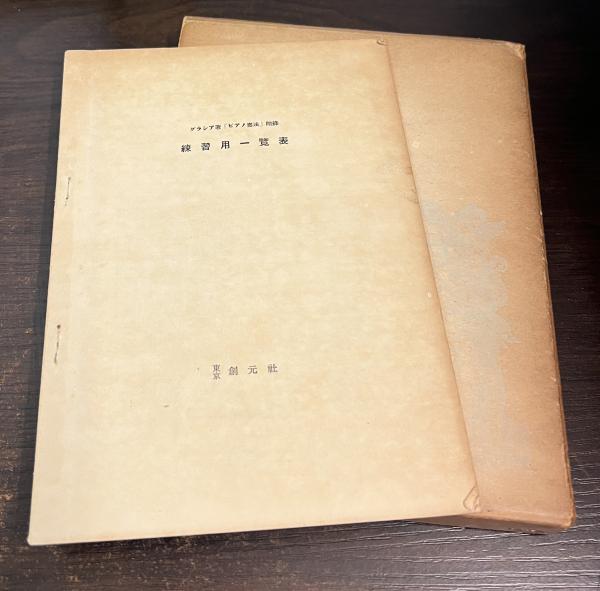 グラシア著「ピアノ奏法」附錄
練習用一覽表
東京 創元社